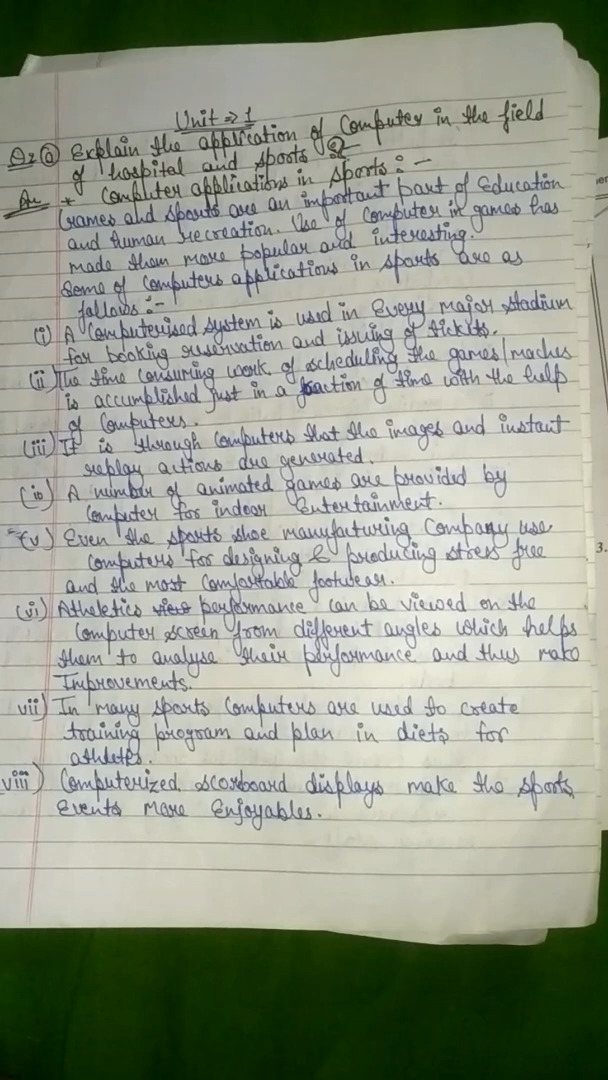 Unit ⇒ 1
Q2 (a) Explain the application of Computer in the field
of hospital and sports ?
Ans * Computer applications in sports :-
Games and sports are an important part of Education
and human recreation. Use of Computer in games has
made them more popular and interesting.
Some of Computers applications in sports are as
follows :-
(i) A Computerised system is used in Every major stadium
for booking reservation and issuing of tickits.
(ii) The time consuming work of scheduling the games/maches
is accomplished just in a fraction of time with the help
of Computers.
(iii) It is through Computers that the images and instant
replay actions are generated.
(iv) A number of animated games are provided by
Computer for indoor Entertainment.
(v) Even the sports shoe manufacturing Company use
Computers for designing & producing stress free
and the most Comfortable footwear.
(vi) Atheletics performance can be viewed on the
Computer screen from different angles which helps
them to analyse their performance and thus make
Improvements.
vii) In many sports Computers are used to create
training program and plan in diets for
athletes.
viii) Computerized scorboard displays make the sports
Events More Enjoyables.
3.